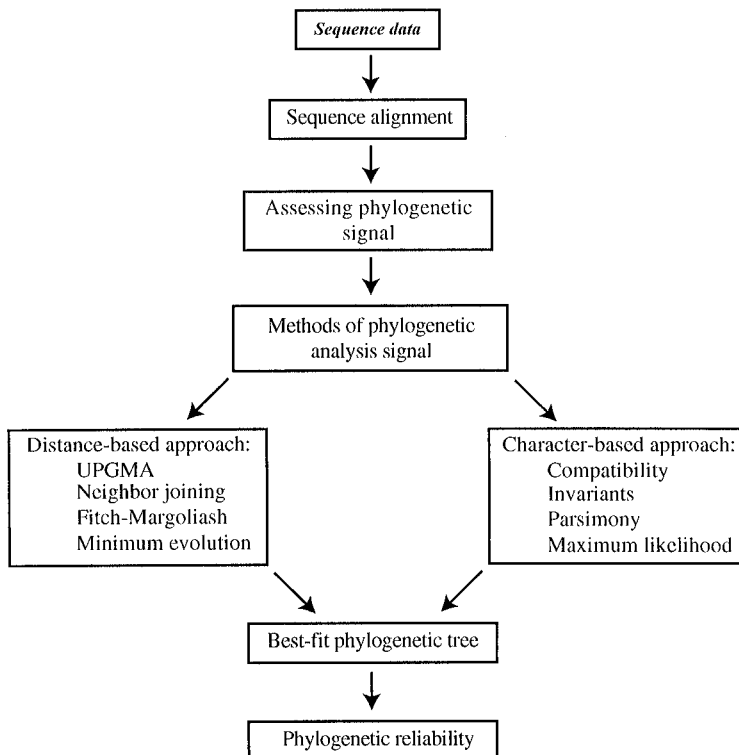 Sequence data
Sequence alignment
Assessing phylogenetic
signal
Methods of phylogenetic
analysis signal
Distance-based approach:
UPGMA
Neighbor joining
Fitch-Margoliash
Minimum evolution
Character-based approach:
Compatibility
Invariants
Parsimony
Maximum likelihood
Best-fit phylogenetic tree
Phylogenetic reliability